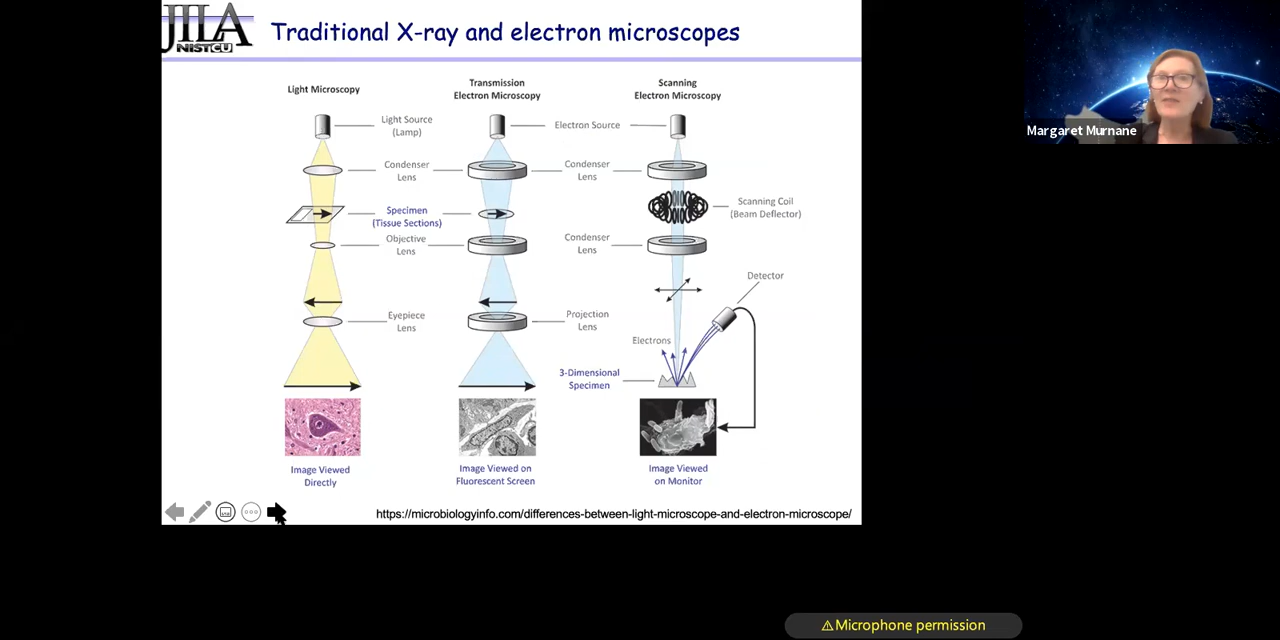 JILA
NIST CU
Traditional X-ray and electron microscopes
Light Microscopy
Transmission
Electron Microscopy
Scanning
Electron Microscopy
Light Source
(Lamp)
Electron Source
Condenser
Lens
Condenser
Lens
Specimen
(Tissue Sections)
Scanning Coil
(Beam Deflector)
Objective
Lens
Condenser
Lens
Detector
Eyepiece
Lens
Projection
Lens
Electrons
3-Dimensional
Specimen
Image Viewed
Directly
Image Viewed on
Fluorescent Screen
Image Viewed
on Monitor
https://microbiologyinfo.com/differences-between-light-microscope-and-electron-microscope/
Margaret Murnane
⚠Microphone permission